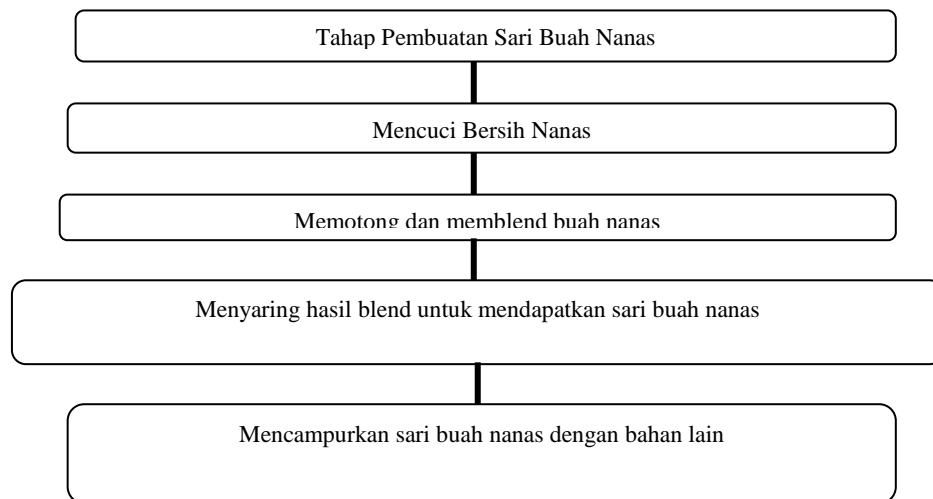 Tahap Pembuatan Sari Buah Nanas
Mencuci Bersih Nanas
Memotong dan memblend buah nanas
Menyaring hasil blend untuk mendapatkan sari buah nanas
Mencampurkan sari buah nanas dengan bahan lain